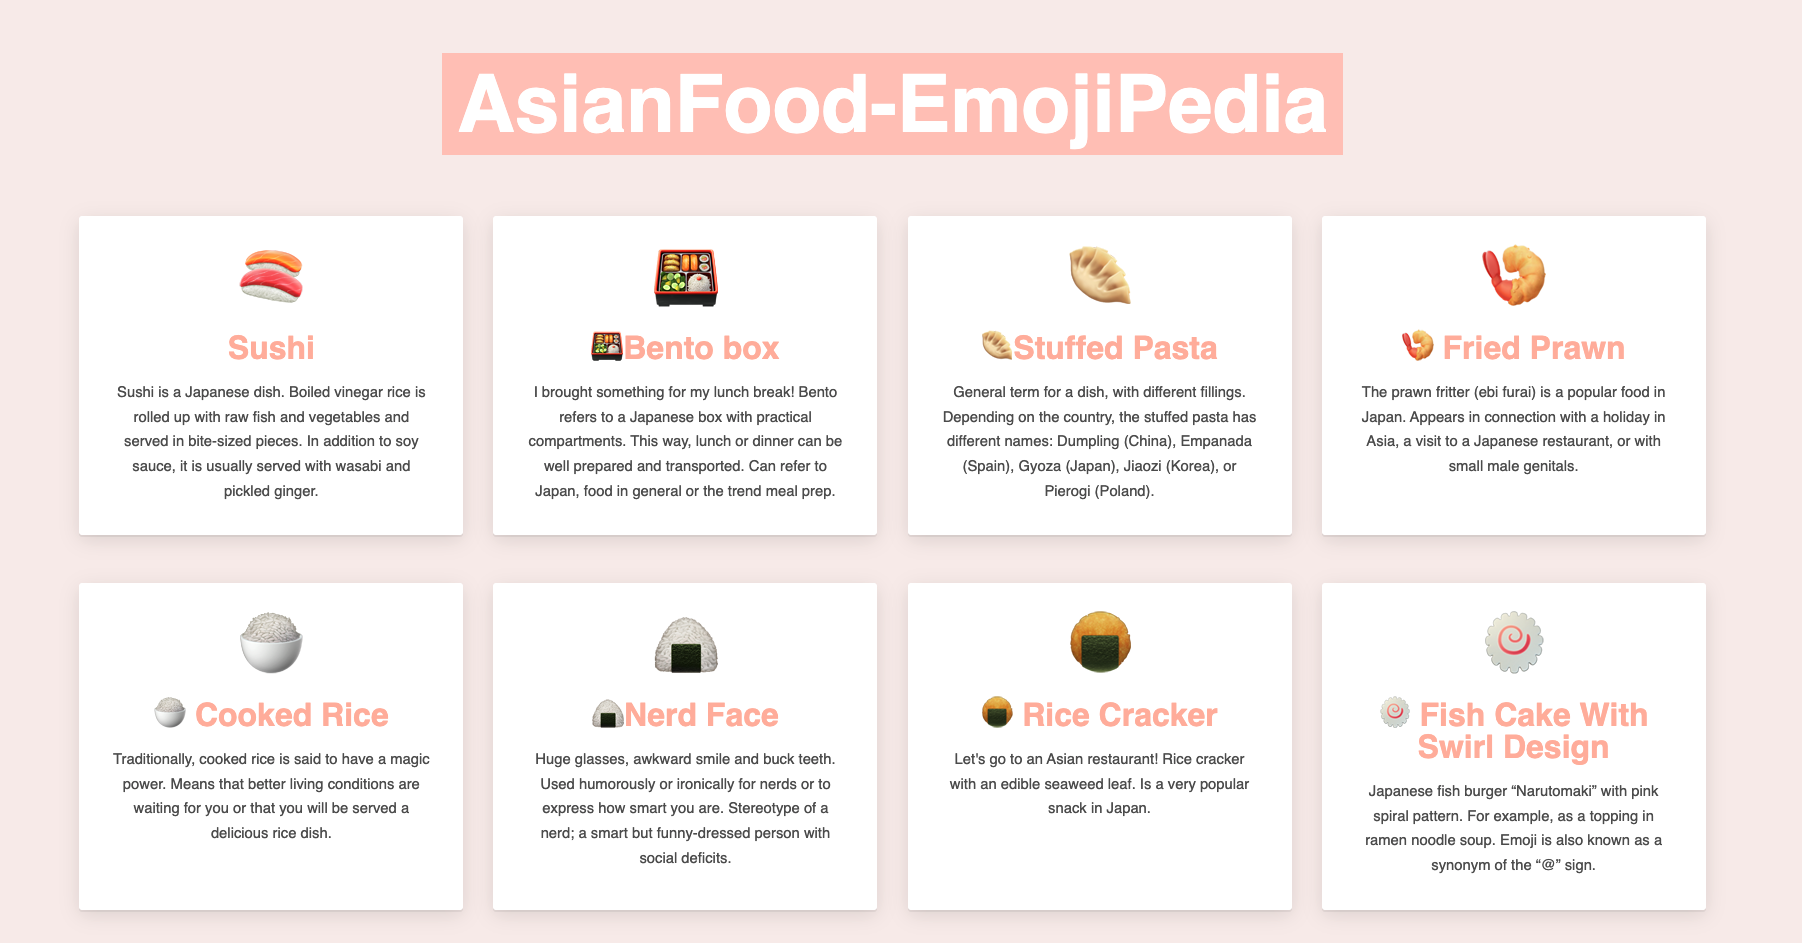 AsianFood-EmojiPedia
Sushi
Sushi is a Japanese dish. Boiled vinegar rice is
rolled up with raw fish and vegetables and
served in bite-sized pieces. In addition to soy
sauce, it is usually served with wasabi and
pickled ginger.
🍱Bento box
I brought something for my lunch break! Bento
refers to a Japanese box with practical
compartments. This way, lunch or dinner can be
well prepared and transported. Can refer to
Japan, food in general or the trend meal prep.
🥟Stuffed Pasta
General term for a dish, with different fillings.
Depending on the country, the stuffed pasta has
different names: Dumpling (China), Empanada
(Spain), Gyoza (Japan), Jiaozi (Korea), or
Pierogi (Poland).
🍤 Fried Prawn
The prawn fritter (ebi furai) is a popular food in
Japan. Appears in connection with a holiday in
Asia, a visit to a Japanese restaurant, or with
small male genitals.
🍚 Cooked Rice
Traditionally, cooked rice is said to have a magic
power. Means that better living conditions are
waiting for you or that you will be served a
delicious rice dish.
🍙Nerd Face
Huge glasses, awkward smile and buck teeth.
Used humorously or ironically for nerds or to
express how smart you are. Stereotype of a
nerd; a smart but funny-dressed person with
social deficits.
🍘 Rice Cracker
Let's go to an Asian restaurant! Rice cracker
with an edible seaweed leaf. Is a very popular
snack in Japan.
🍥 Fish Cake With
Swirl Design
Japanese fish burger “Narutomaki” with pink
spiral pattern. For example, as a topping in
ramen noodle soup. Emoji is also known as a
synonym of the “@” sign.